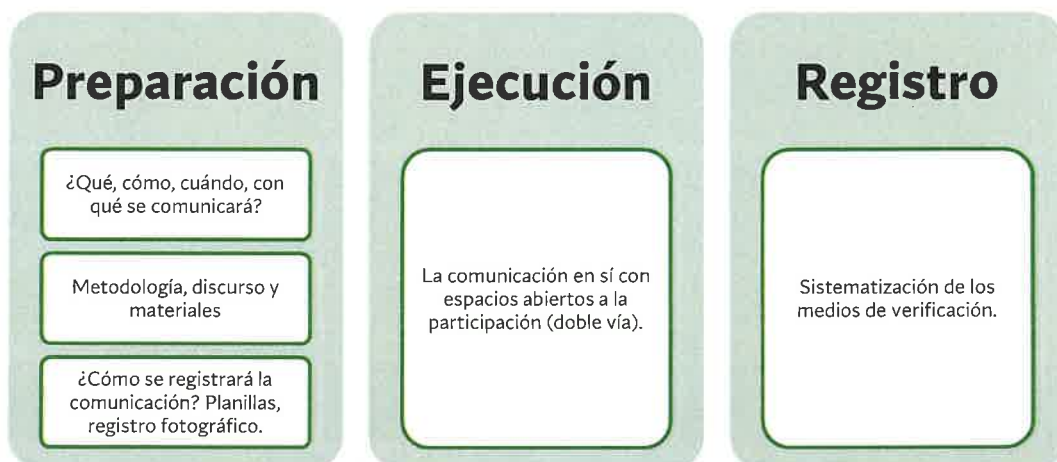 Preparación
¿Qué, cómo, cuándo, con
qué se comunicará?
Metodología, discurso y
materiales
¿Cómo se registrará la
comunicación? Planillas,
registro fotográfico.
Ejecución
La comunicación en sí con
espacios abiertos a la
participación (doble vía).
Registro
Sistematización de los
medios de verificación.